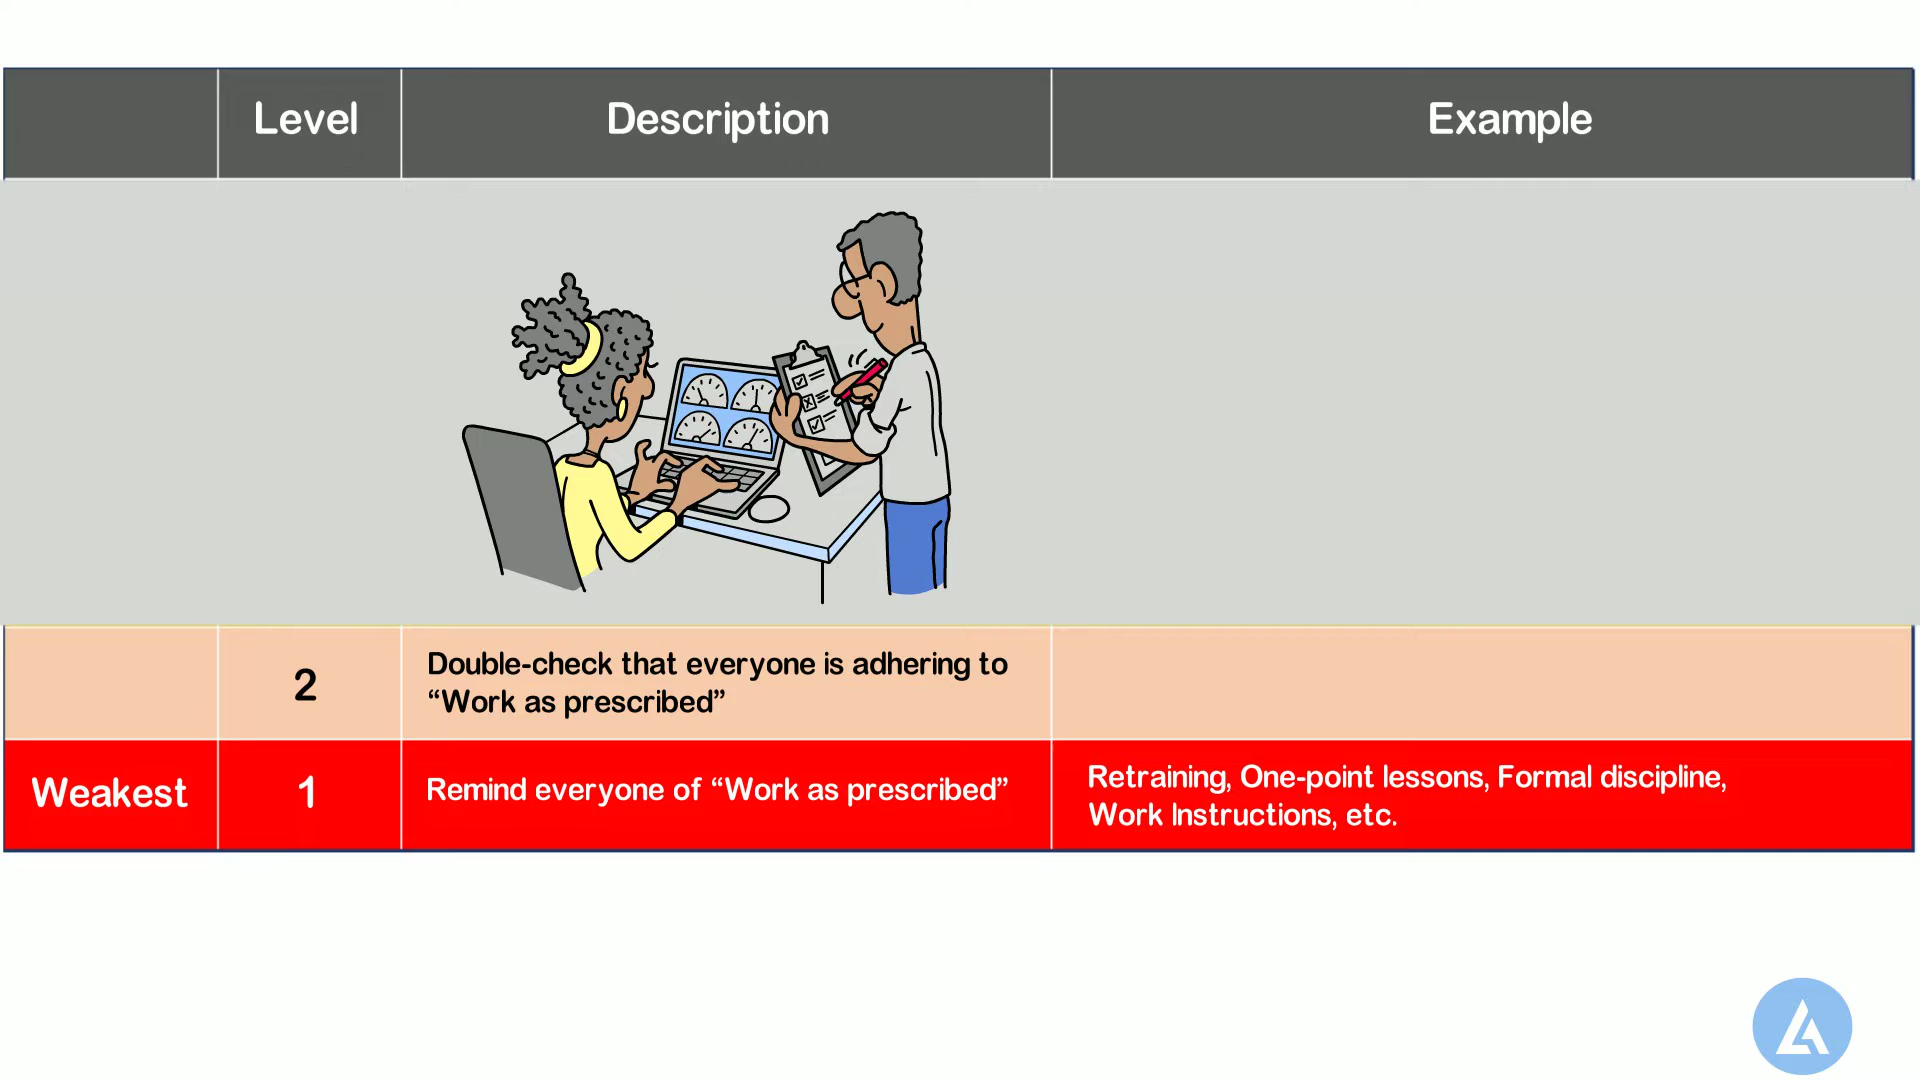 Level
Description
Example
2
Double-check that everyone is adhering to
“Work as prescribed”
Weakest
1
Remind everyone of “Work as prescribed”
Retraining, One-point lessons, Formal discipline,
Work Instructions, etc.